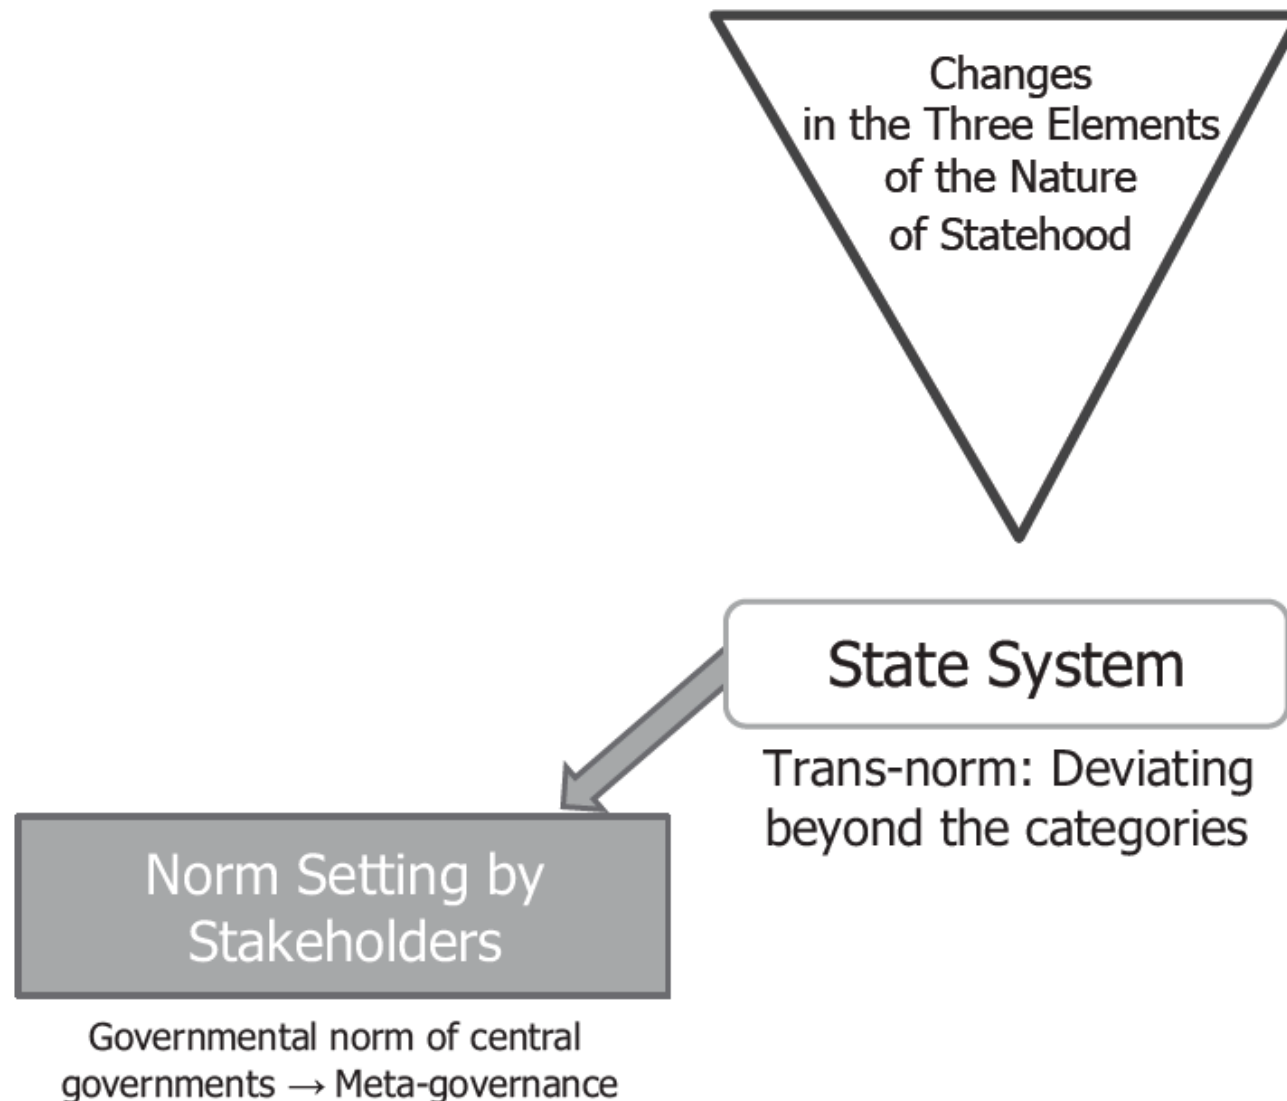 Changes
in the Three Elements
of the Nature
of Statehood
State System
Trans-norm: Deviating
beyond the categories
Norm Setting by
Stakeholders
Governmental norm of central
governments → Meta-governance